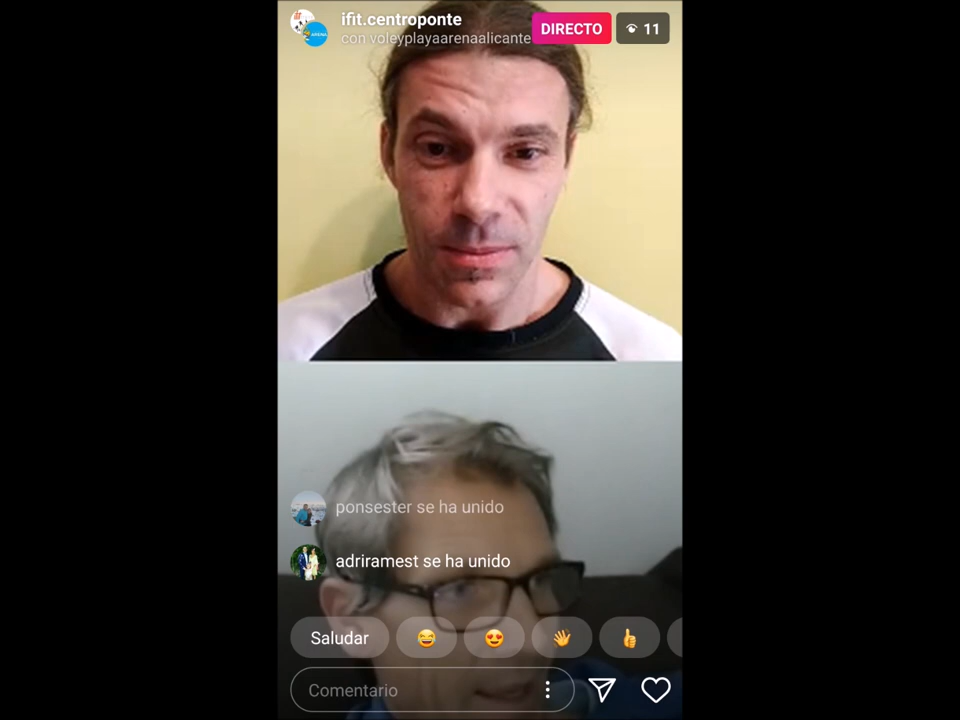 ifit.centroponte
con voleyplayaarenaalicante
DIRECTO
11
ponsester se ha unido
adriramest se ha unido
Saludar
Comentario